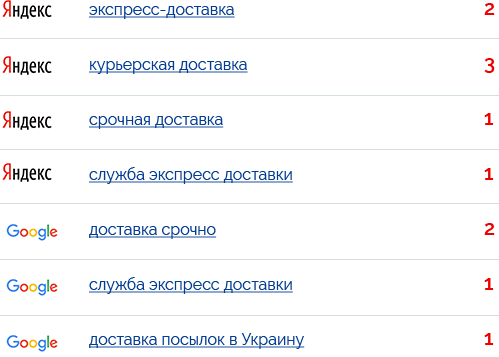 Яндекс экспресс-доставка 2
Яндекс курьерская доставка 3
Яндекс срочная доставка 1
Яндекс служба экспресс доставки 1
Google доставка срочно 2
Google служба экспресс доставки 1
Google доставка посылок в Украину 1